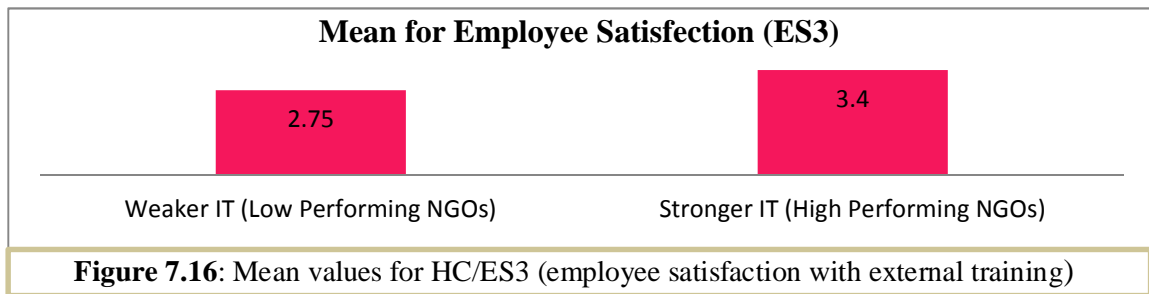 Mean for Employee Satisfection (ES3)
2.75
3.4
Weaker IT (Low Performing NGOs)
Stronger IT (High Performing NGOs)
Figure 7.16: Mean values for HC/ES3 (employee satisfaction with external training)